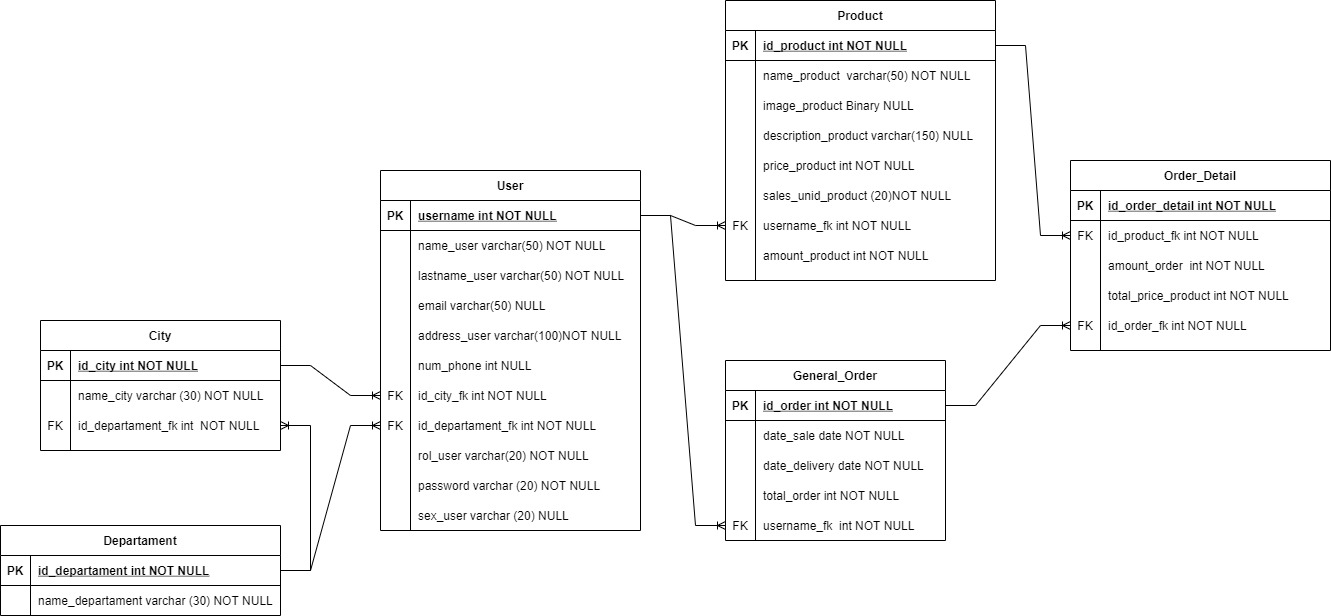 Product
PK id_product int NOT NULL
name_product  varchar(50) NOT NULL
image_product Binary NULL
description_product varchar(150) NULL
price_product int NOT NULL
sales_unid_product (20)NOT NULL
FK username_fk int NOT NULL
amount_product int NOT NULL
User
PK username int NOT NULL
name_user varchar(50) NOT NULL
lastname_user varchar(50) NOT NULL
email varchar(50) NULL
address_user varchar(100)NOT NULL
num_phone int NULL
FK id_city_fk int NOT NULL
FK id_departament_fk int NOT NULL
rol_user varchar(20) NOT NULL
password varchar (20) NOT NULL
sex_user varchar (20) NULL
Order_Detail
PK id_order_detail int NOT NULL
FK id_product_fk int NOT NULL
amount_order  int NOT NULL
total_price_product int NOT NULL
FK id_order_fk int NOT NULL
City
PK id_city int NOT NULL
name_city varchar (30) NOT NULL
FK id_departament_fk int  NOT NULL
General_Order
PK id_order int NOT NULL
date_sale date NOT NULL
date_delivery date NOT NULL
total_order int NOT NULL
FK username_fk  int NOT NULL
Departament
PK id_departament int NOT NULL
name_departament varchar (30) NOT NULL